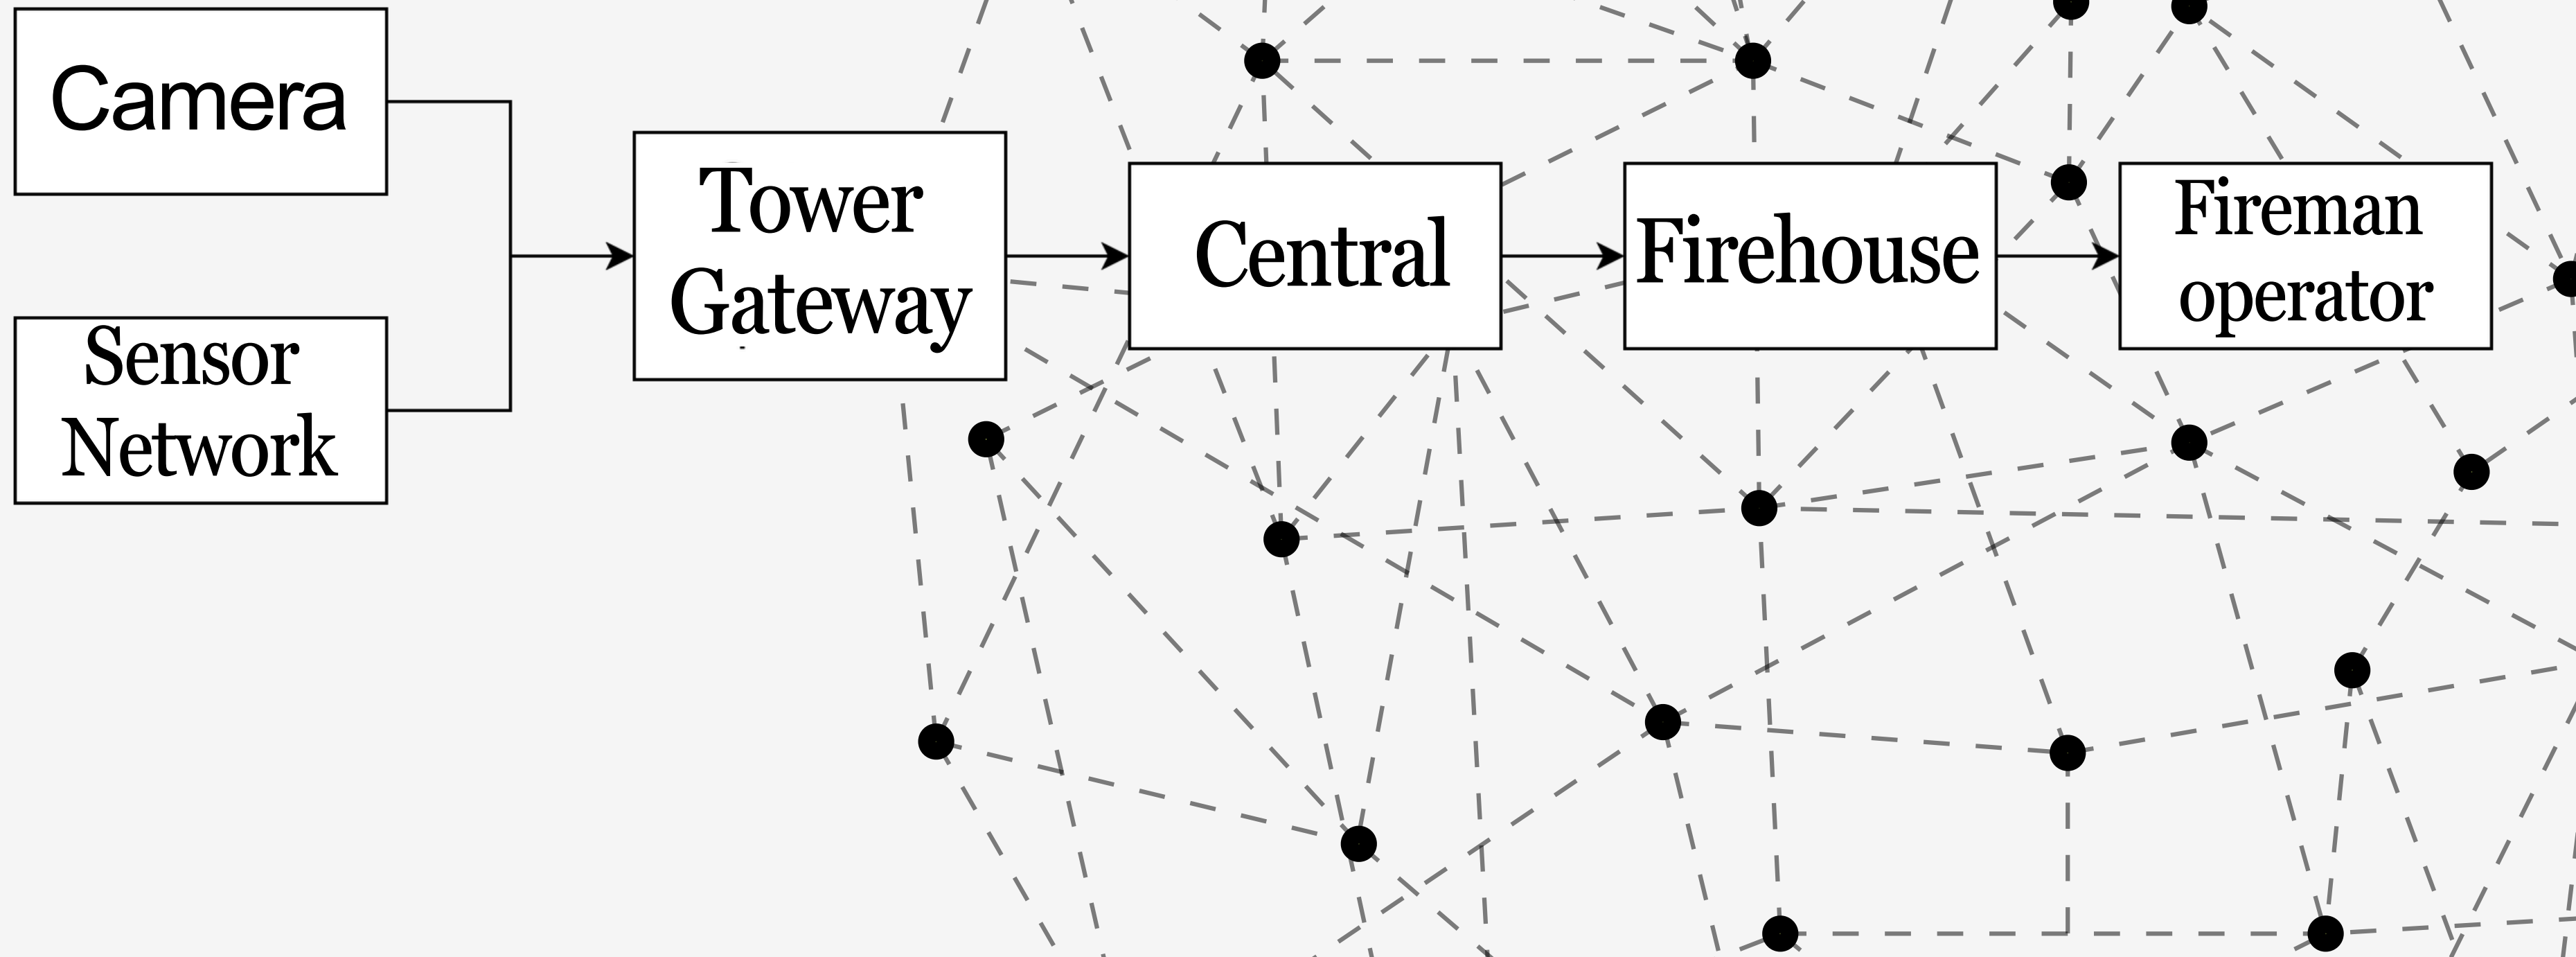 Camera
Sensor
Network
Tower
Gateway
Central
Firehouse
Fireman
operator